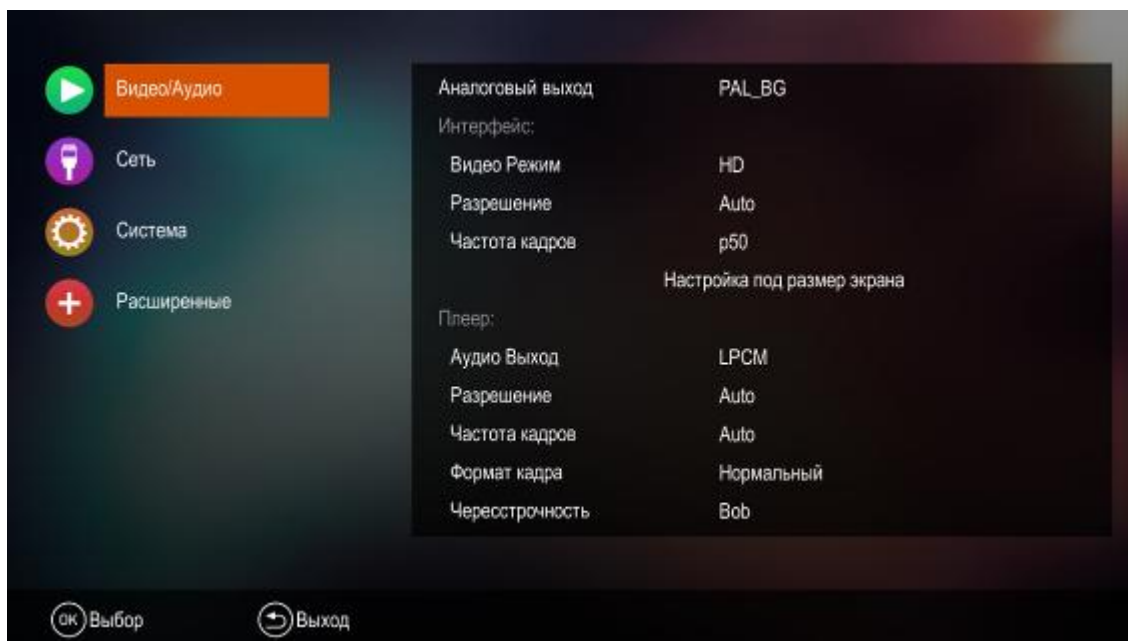 Видео/Аудио
Сеть
Система
Расширенные
Аналоговый выход PAL_BG
Интерфейс:
Видео Режим HD
Разрешение Auto
Частота кадров p50
Настройка под размер экрана
Плеер:
Аудио Выход LPCM
Разрешение Auto
Частота кадров Auto
Формат кадра Нормальный
Чересстрочность Bob
OK Выбор Выход